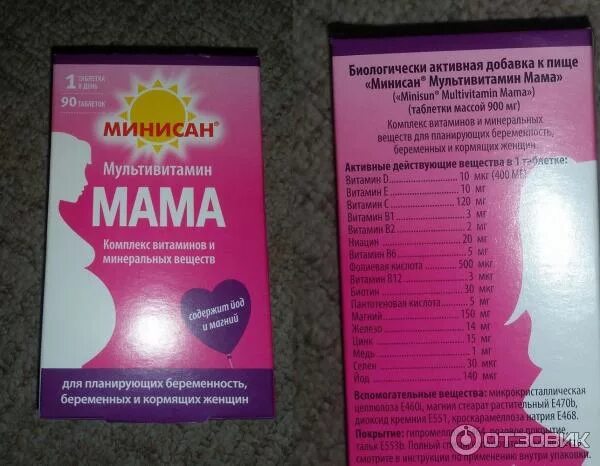 1 ТАБЛЕТКА
В ДЕНЬ
90 ТАБЛЕТОК
МИНИСАН®
Мультивитамин
МАМА
Комплекс витаминов и
минеральных веществ
содержит йод
и магний
для планирующих беременность,
беременных и кормящих женщин
Биологически активная добавка к пище
«Минисан® Мультивитамин Мама»
(«Minisun® Multivitamin Mama»)
(таблетки массой 900 мг)
Комплекс витаминов и минеральных
веществ для планирующих беременность,
беременных и кормящих женщин.
Активные действующие вещества в 1 таблетке:
Витамин D 10 мкг (400 МЕ)
Витамин E 10 мг
Витамин C 120 мг
Витамин B1 3 мг
Витамин B2 2 мг
Ниацин 20 мг
Витамин B6 5 мг
Фолиевая кислота 500 мкг
Витамин B12 3 мкг
Биотин 30 мкг
Пантотеновая кислота 5 мг
Магний 150 мг
Железо 14 мг
Цинк 15 мг
Медь 1 мг
Селен 30 мкг
Йод 140 мкг
Вспомогательные вещества: микрокристаллическая
целлюлоза E460i, магния стеарат растительный E470b,
диоксид кремния E551, кроскарамеллоза натрия E468.
Покрытие: розовое покрытие,
тальк E553b. Полный
смотрите в инструкции по применению внутри упаковки.
ОТЗОВИК